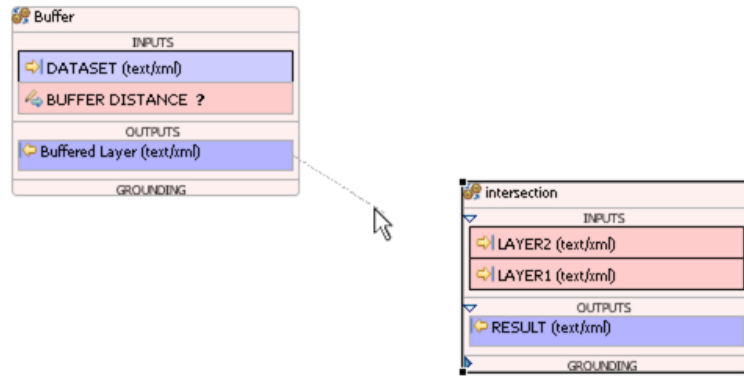 Buffer
INPUTS
DATASET (text/xml)
BUFFER DISTANCE ?
OUTPUTS
Buffered Layer (text/xml)
GROUNDING
intersection
INPUTS
LAYER2 (text/xml)
LAYER1 (text/xml)
OUTPUTS
RESULT (text/xml)
GROUNDING